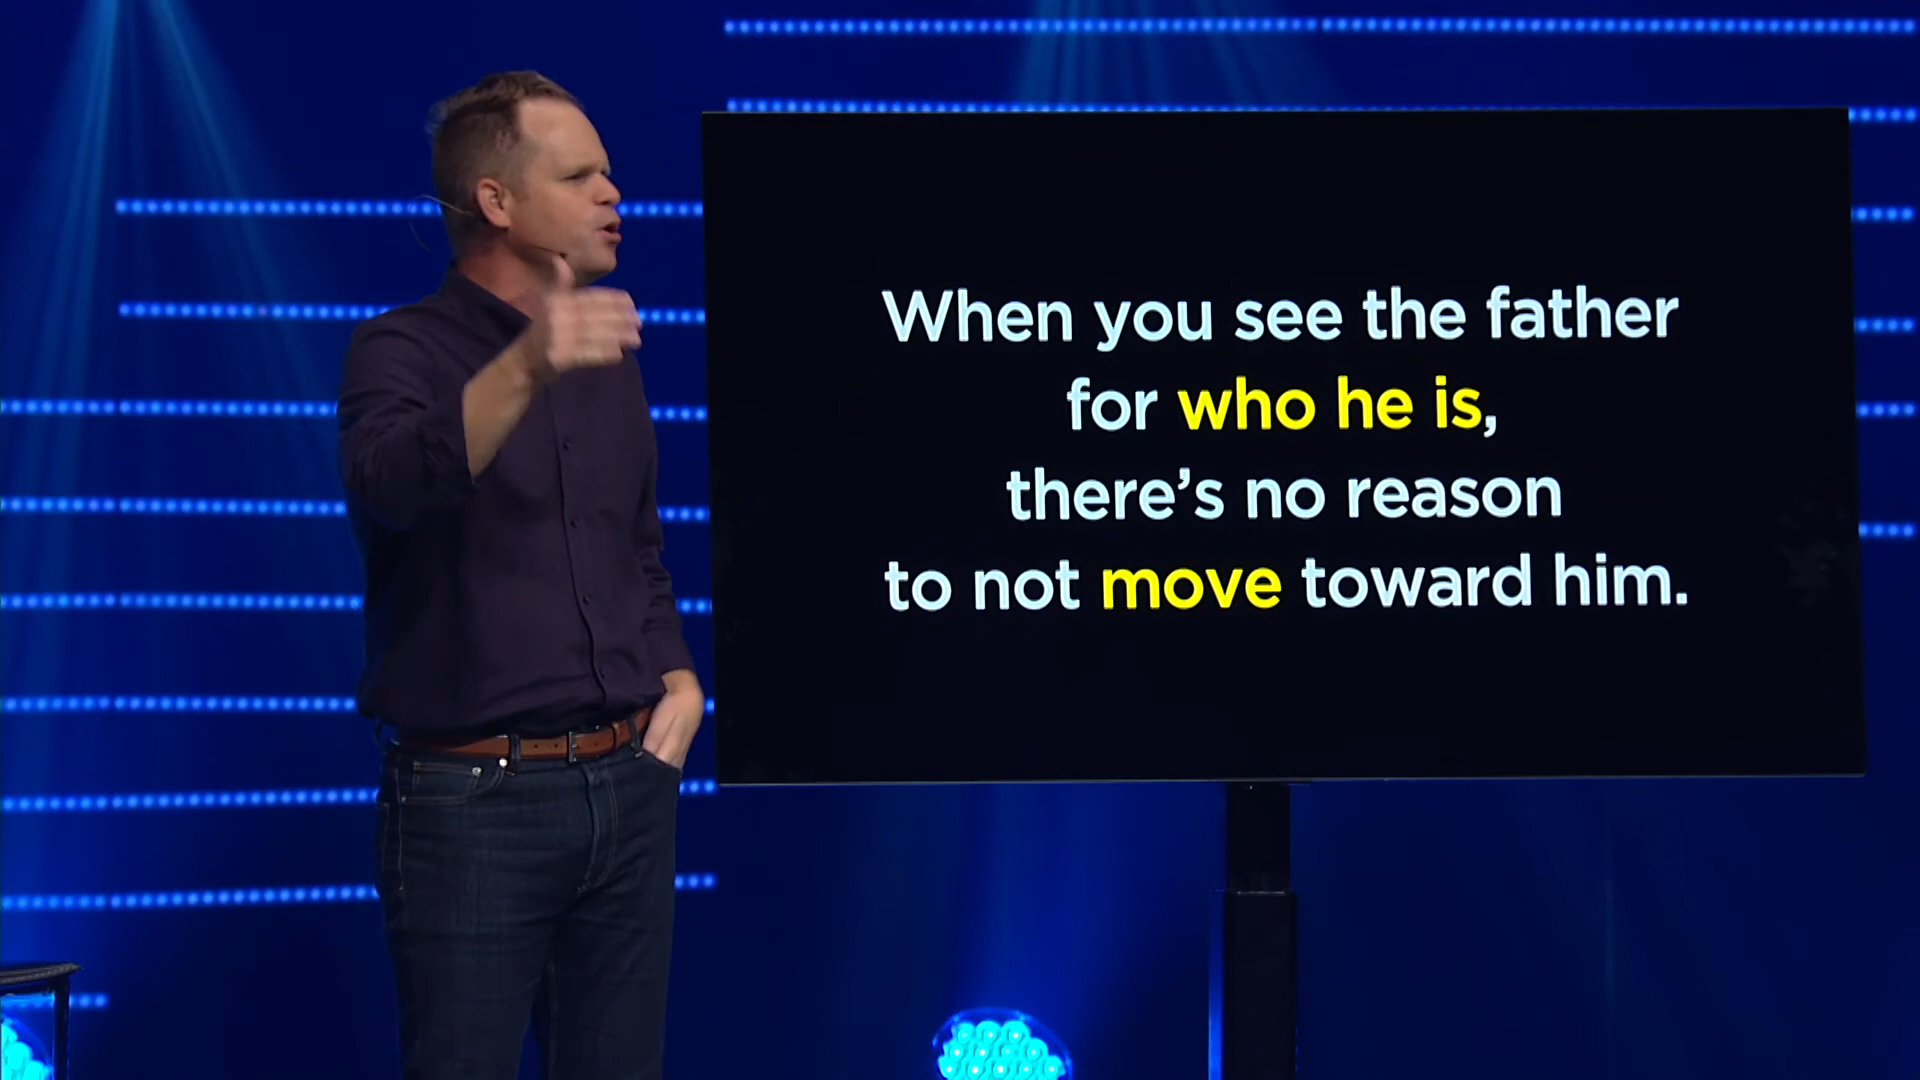 When you see the father
for who he is,
there’s no reason
to not move toward him.